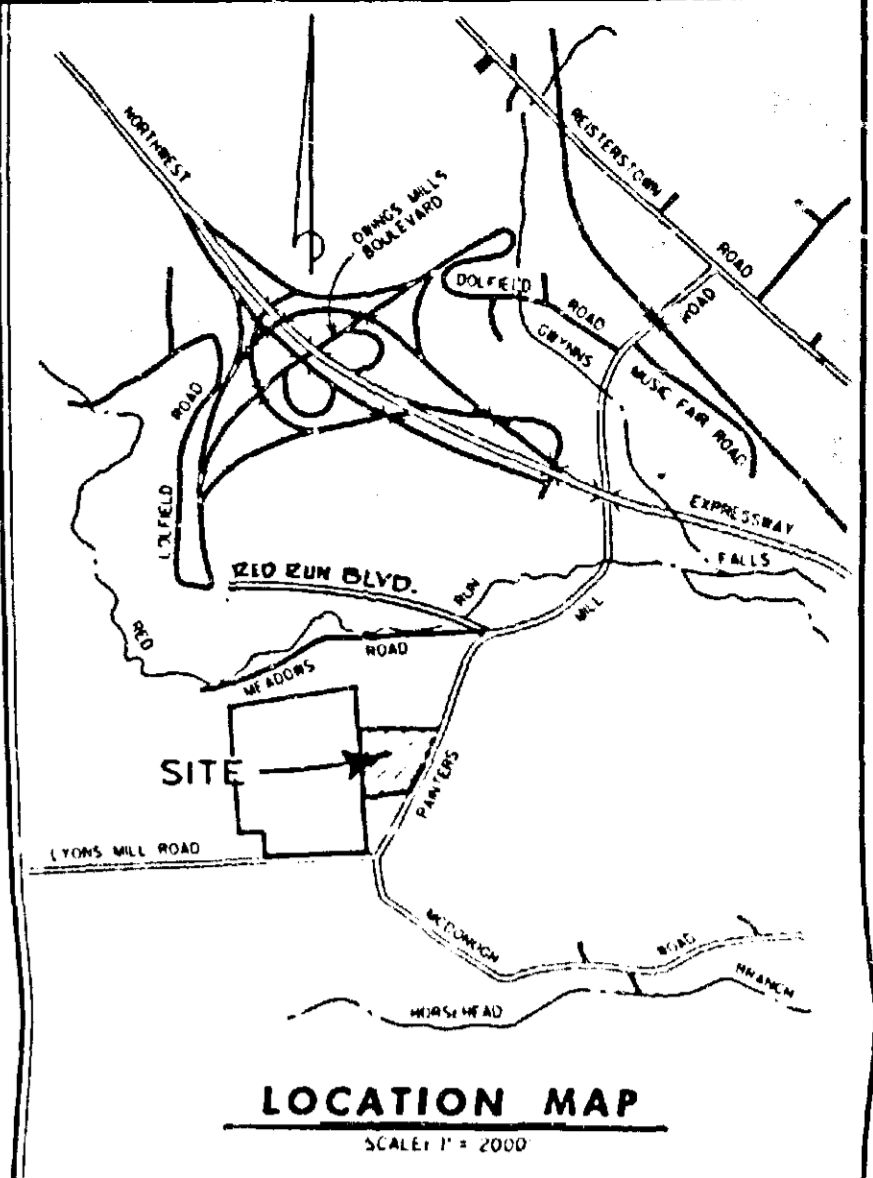 NORTHWEST
REISTERSTOWN
ROAD
OWINGS MILLS
BOULEVARD
DOLFIELD
ROAD
ROAD
GWYNNS
MUSIC FAIR ROAD
ROAD
DOLFIELD
EXPRESSWAY
FALLS
RED RUN BLVD.
RUN
MILL
RED
ROAD
MEADOWS
SITE
PAINTERS
LYONS MILL ROAD
MCDONOGH
ROAD
BRANCH
HORSEHEAD
LOCATION MAP
SCALE: 1" = 2000'